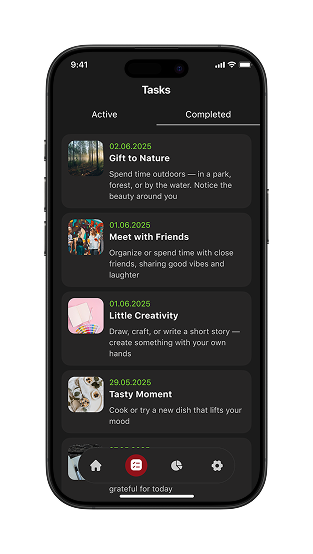 9:41
Tasks
Active
Completed
02.06.2025
Gift to Nature
Spend time outdoors — in a park,
forest, or by the water. Notice the
beauty around you
01.06.2025
Meet with Friends
Organize or spend time with close
friends, sharing good vibes and
laughter
01.06.2025
Little Creativity
Draw, craft, or write a short story —
create something with your own
hands
29.05.2025
Tasty Moment
Cook or try a new dish that lifts your
mood
grateful for today